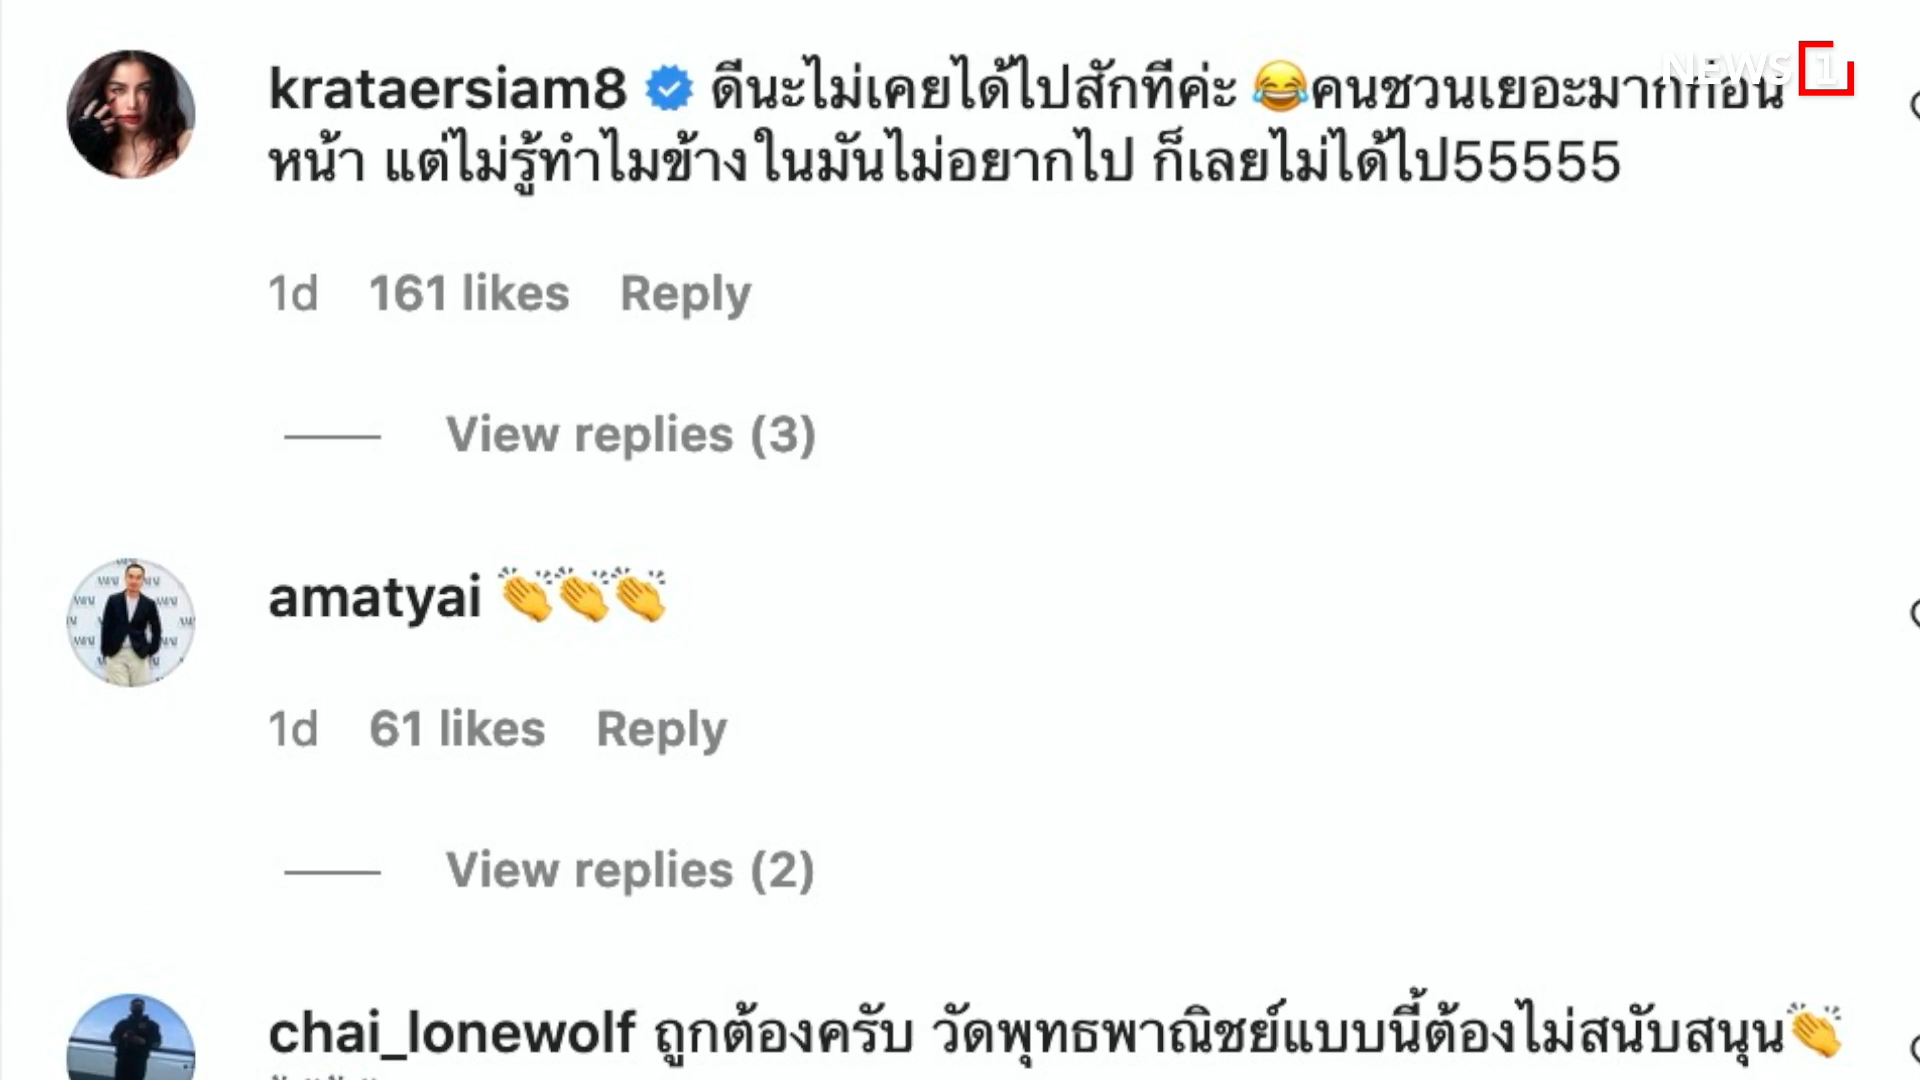 krataersiam8 ดีนะไม่เคยได้ไปสักทีค่ะ 😂คนชวนเยอะมากก่อน
NEWS 1
หน้า แต่ไม่รู้ทำไมข้างในมันไม่อยากไป ก็เลยไม่ได้ไป55555
1d 161 likes Reply
View replies (3)
amatyai 👏👏👏
1d 61 likes Reply
View replies (2)
chai_lonewolf ถูกต้องครับ วัดพุทธพาณิชย์แบบนี้ต้องไม่สนับสนุน👏